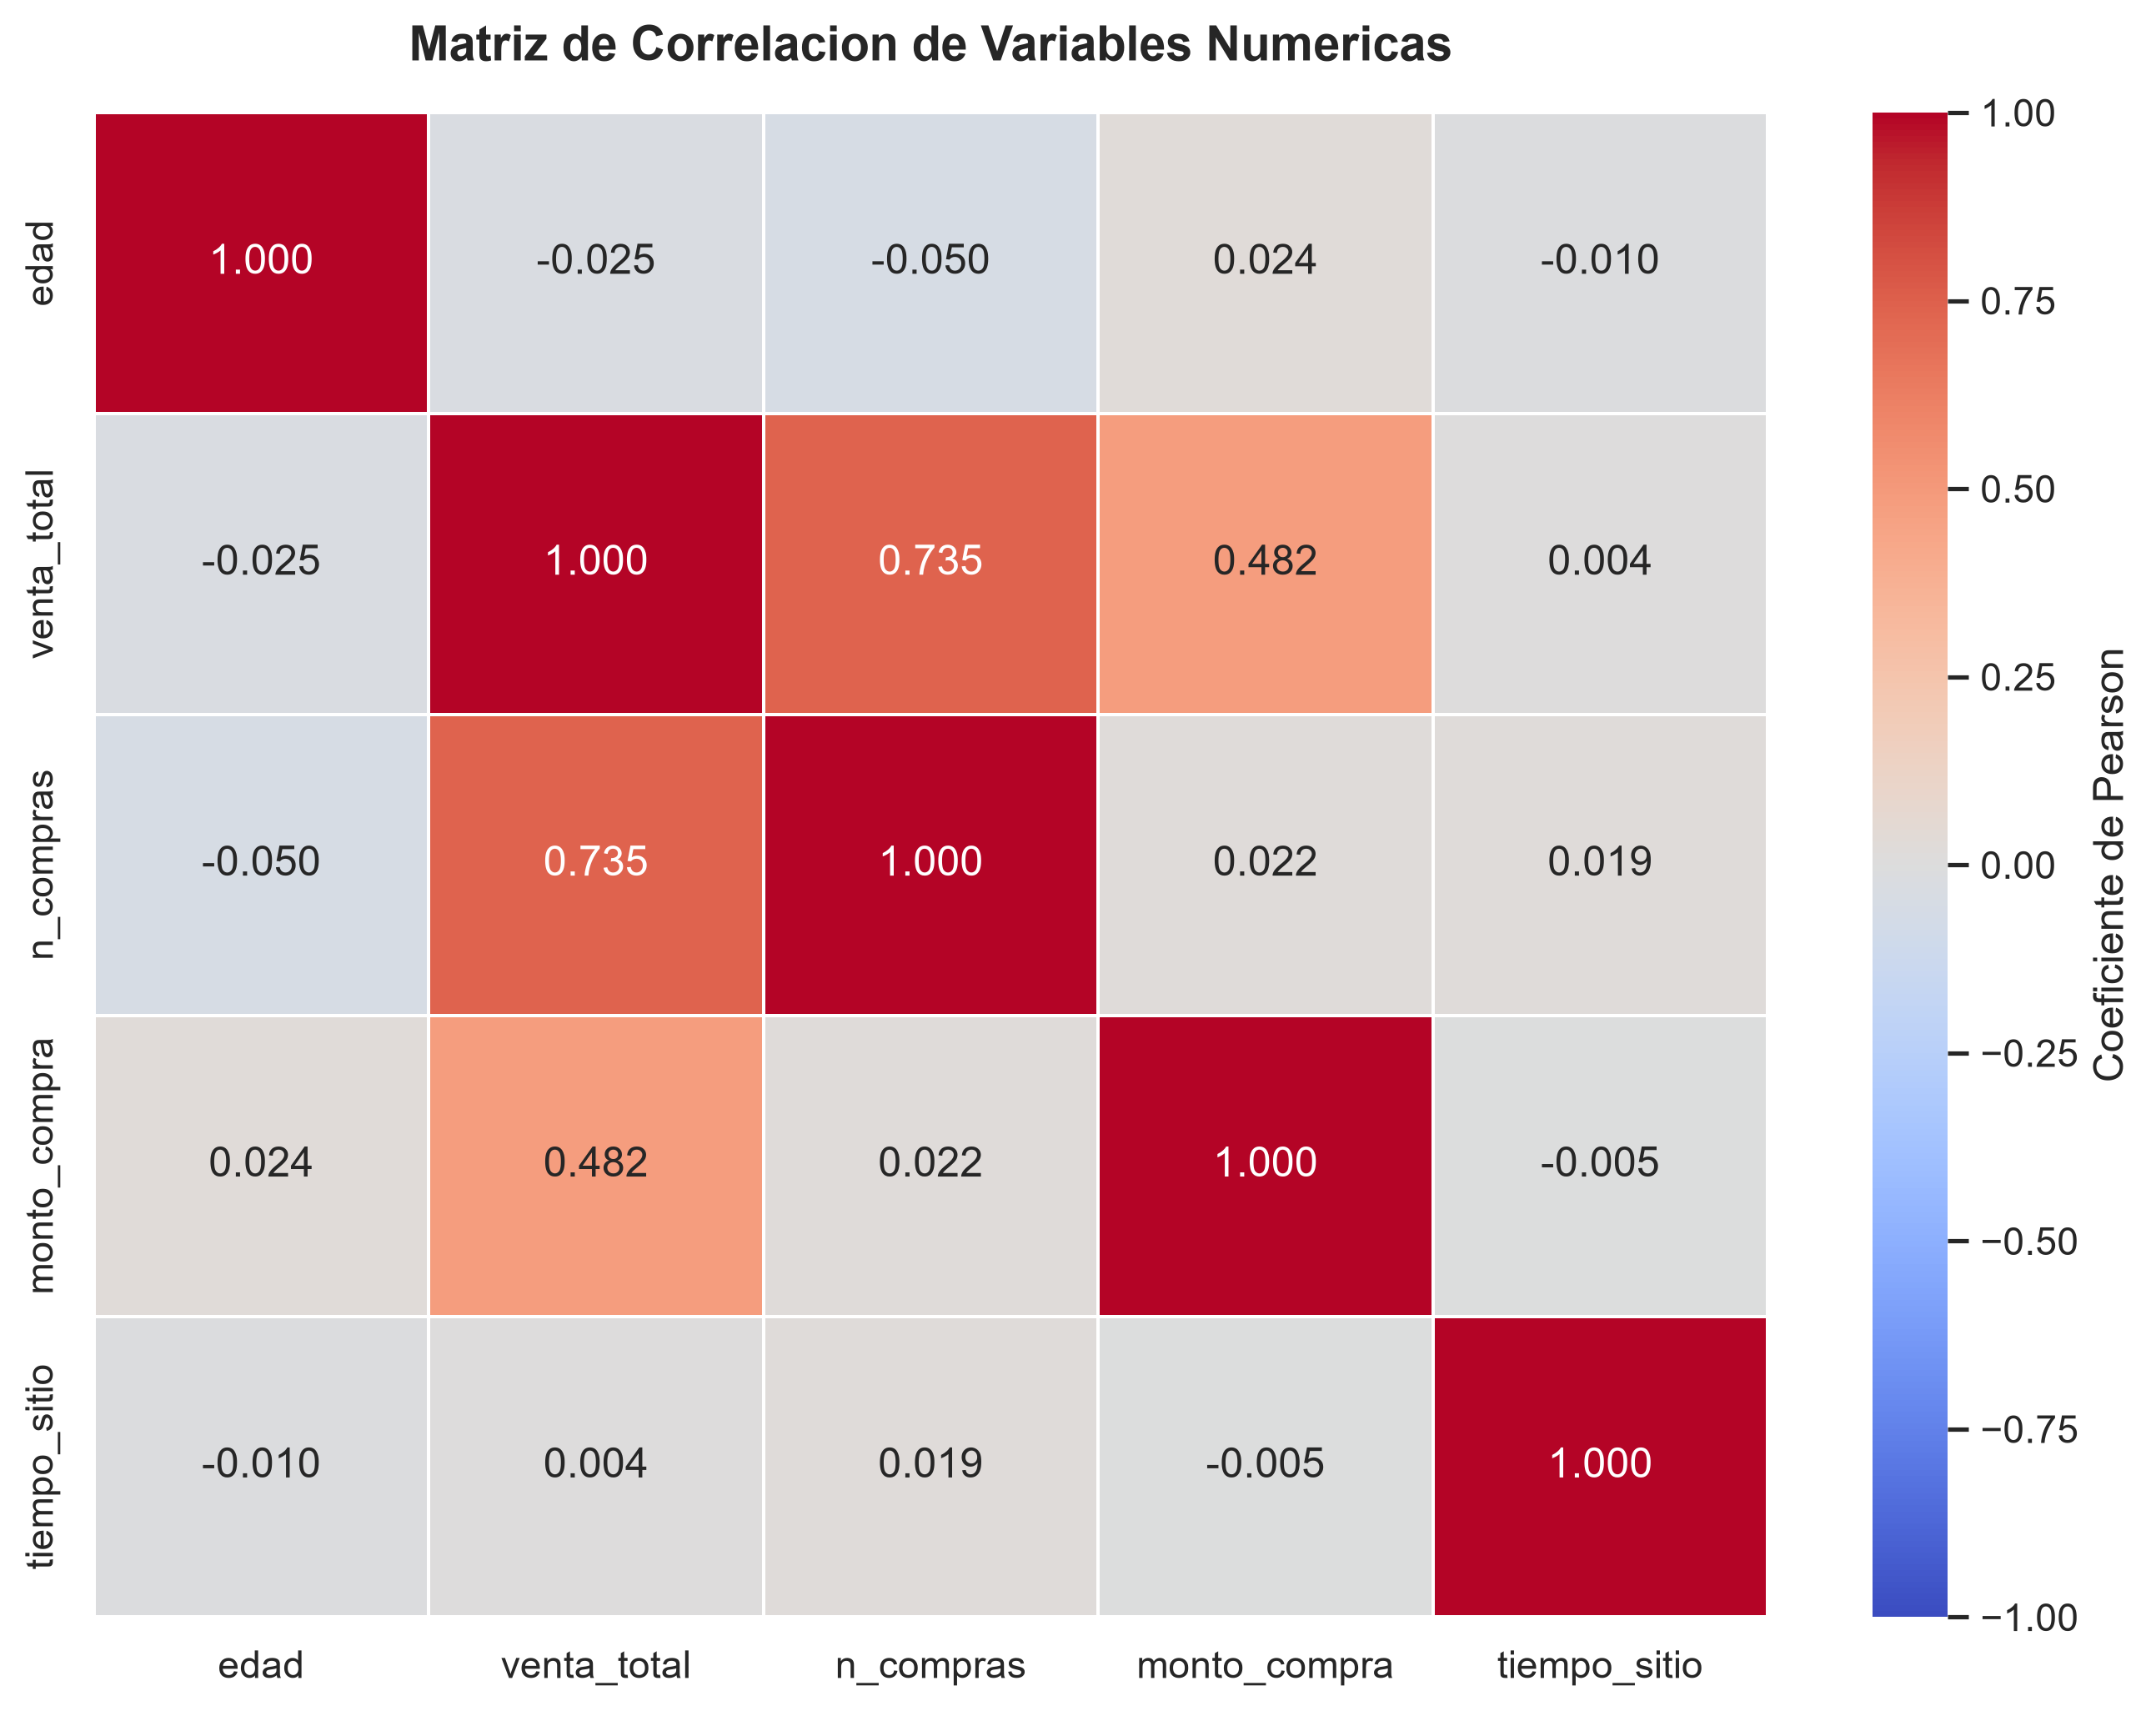 Matriz de Correlacion de Variables Numericas
edad
1.000 -0.025 -0.050 0.024 -0.010
venta_total
-0.025 1.000 0.735 0.482 0.004
n_compras
-0.050 0.735 1.000 0.022 0.019
monto_compra
0.024 0.482 0.022 1.000 -0.005
tiempo_sitio
-0.010 0.004 0.019 -0.005 1.000
edad venta_total n_compras monto_compra tiempo_sitio
1.00
0.75
0.50
0.25
0.00
−0.25
−0.50
−0.75
−1.00
Coeficiente de Pearson